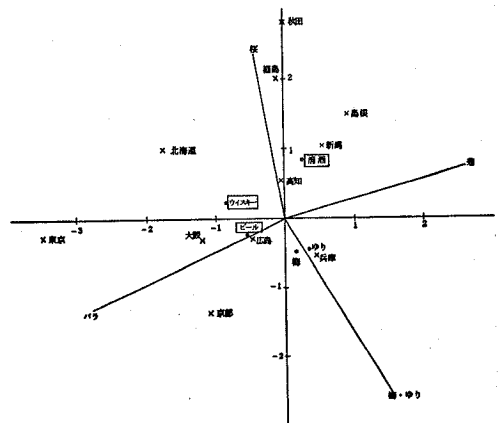 秋田
桜
福島
2
島根
1
新潟
清酒
北海道
高知
ウイスキー
-3
-2
-1
1
2
東京
大阪
ビール
広島
ゆり
梅
兵庫
-1
京都
バラ
-2
梅・ゆり